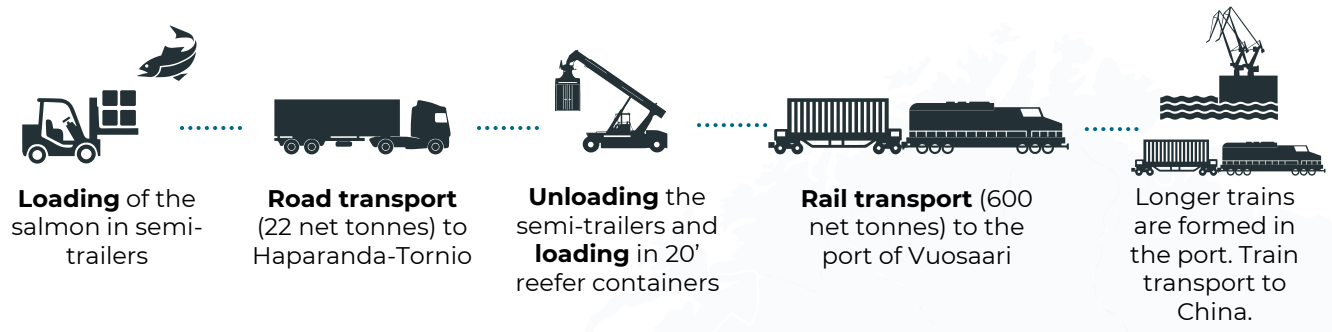 Loading of the
salmon in semi-
trailers
Road transport
(22 net tonnes) to
Haparanda-Tornio
Unloading the
semi-trailers and
loading in 20’
reefer containers
Rail transport (600
net tonnes) to the
port of Vuosaari
Longer trains
are formed in
the port. Train
transport to
China.